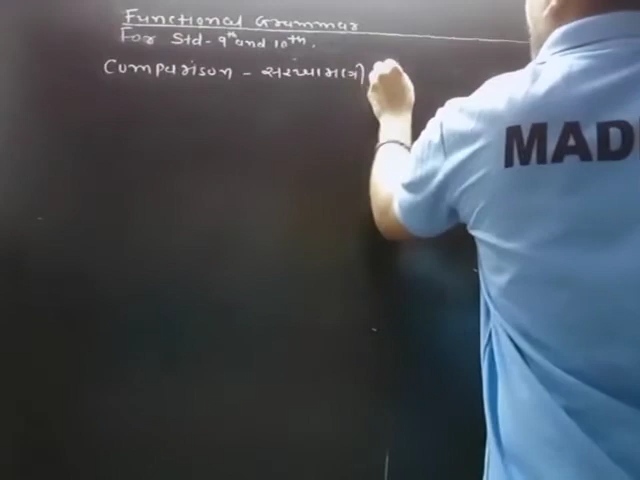 Functional Grammar
For Std - 9th and 10th.
Comparison - સરખામણી
MAD